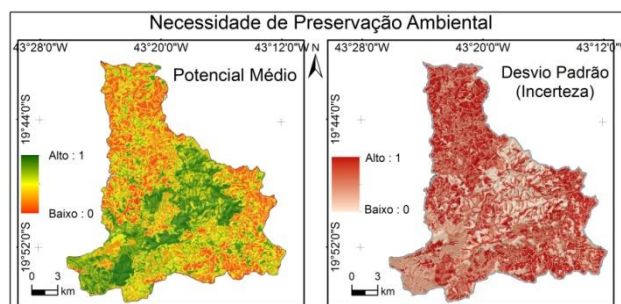 Necessidade de Preservação Ambiental
43°28'0"W 43°20'0"W 43°12'0"W N 43°28'0"W 43°20'0"W 43°12'0"W
Potencial Médio
Desvio Padrão
(Incerteza)
19°44'0"S
Alto : 1
Baixo : 0
19°52'0"S
0 3
km
19°44'0"S
Alto : 1
Baixo : 0
19°52'0"S
0 3
km